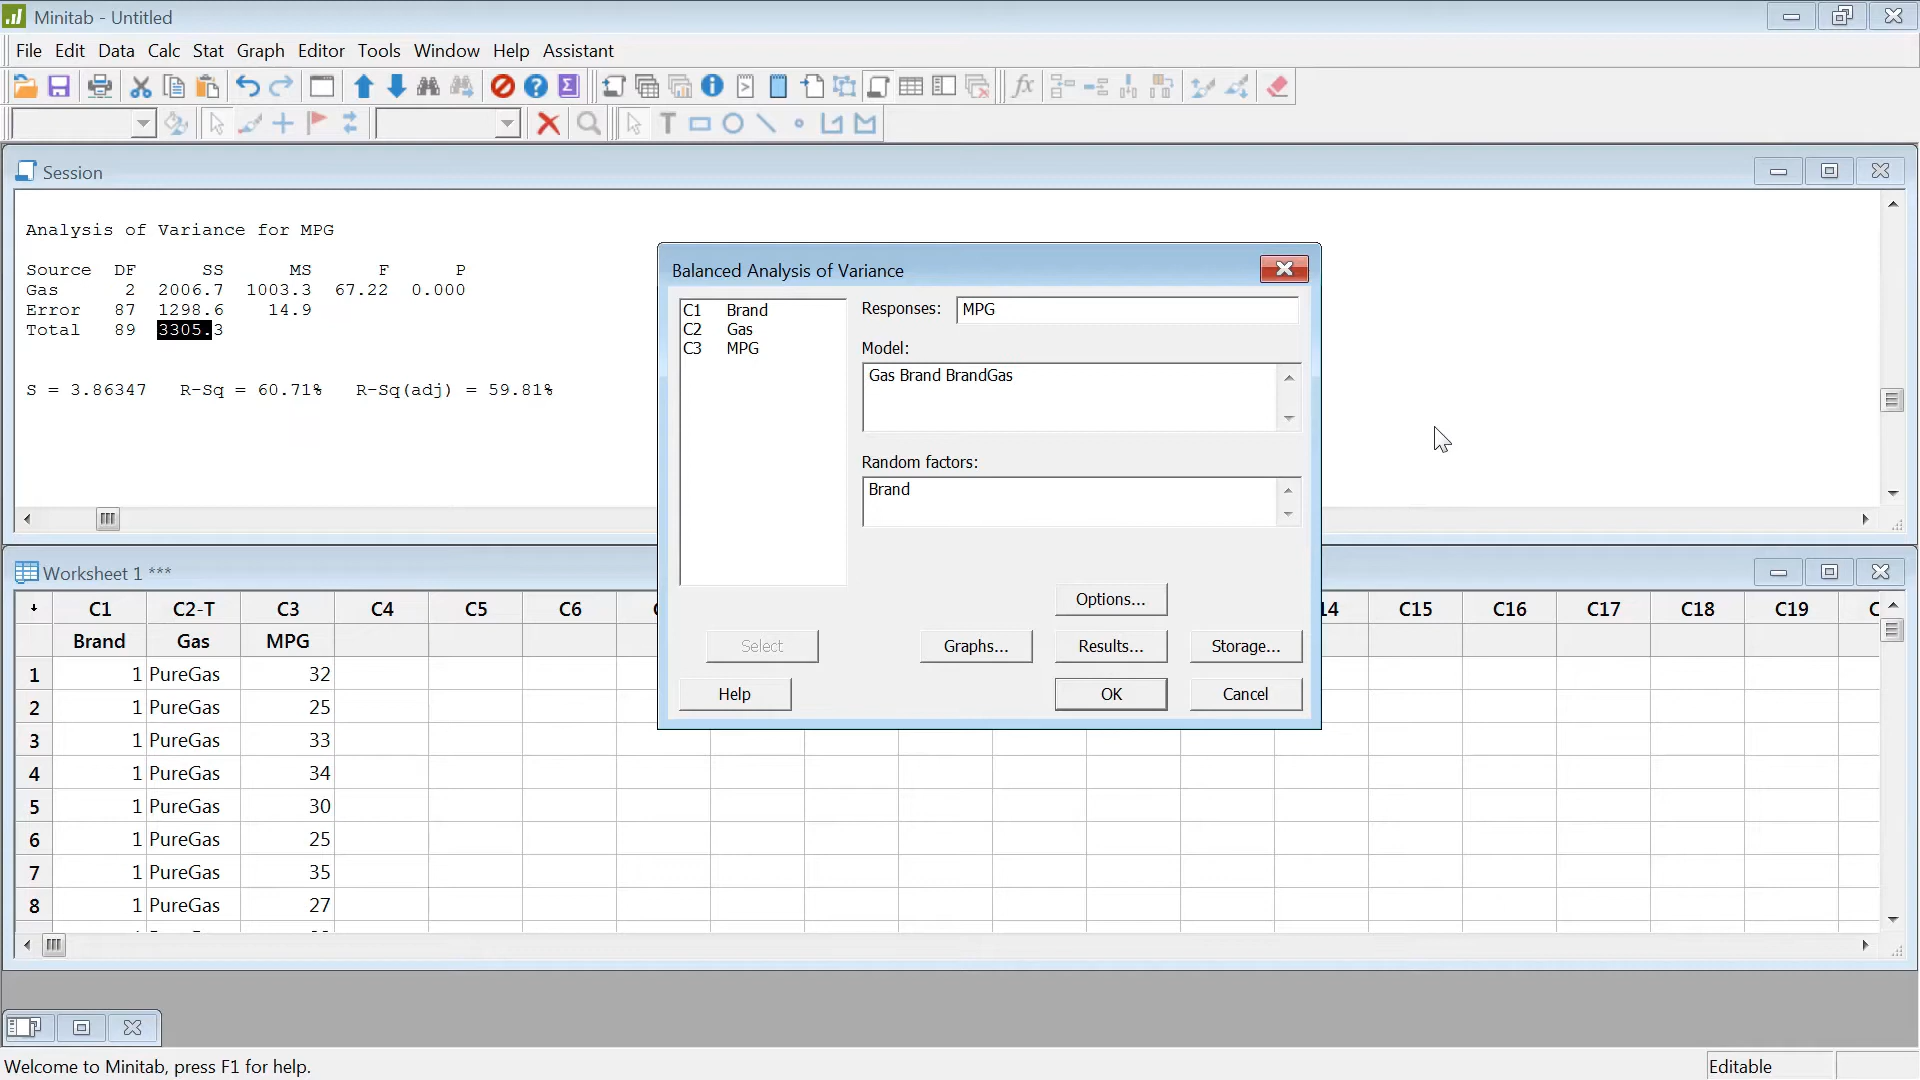 Minitab - Untitled
File Edit Data Calc Stat Graph Editor Tools Window Help Assistant
Session
Analysis of Variance for MPG
Source DF SS MS F P
Gas 2 2006.7 1003.3 67.22 0.000
Error 87 1298.6 14.9
Total 89 3305.3
S = 3.86347 R-Sq = 60.71% R-Sq(adj) = 59.81%
Balanced Analysis of Variance
C1 Brand
C2 Gas
C3 MPG
Responses: MPG
Model:
Gas Brand BrandGas
Random factors:
Brand
Options...
Select Graphs... Results... Storage...
Help OK Cancel
Worksheet 1 ***
C1 C2-T C3 C4 C5 C6 14 C15 C16 C17 C18 C19
Brand Gas MPG
1 1 PureGas 32
2 1 PureGas 25
3 1 PureGas 33
4 1 PureGas 34
5 1 PureGas 30
6 1 PureGas 25
7 1 PureGas 35
8 1 PureGas 27
Welcome to Minitab, press F1 for help.
Editable